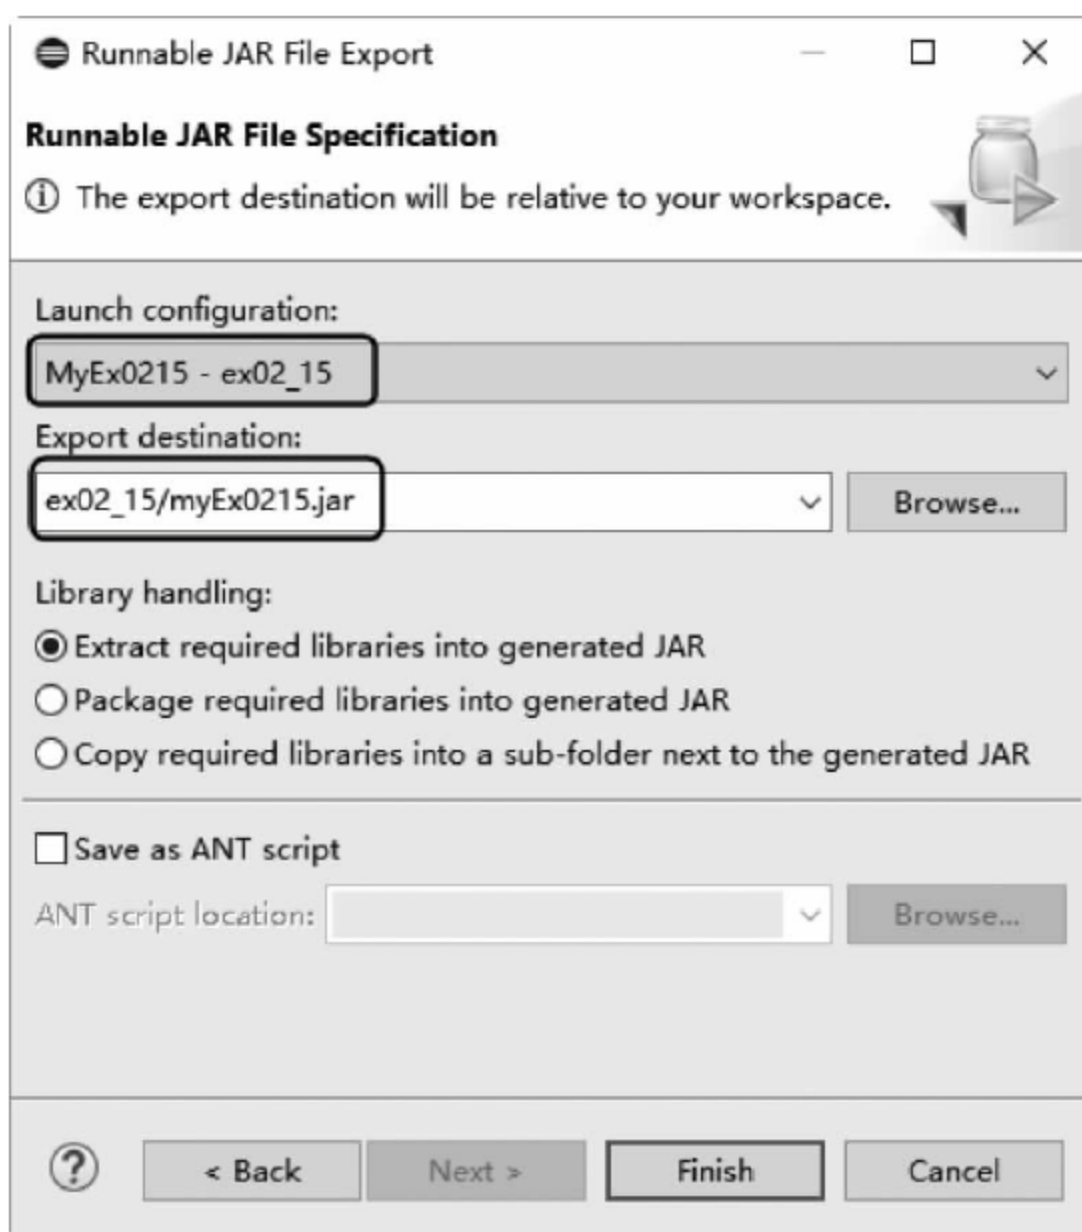 Runnable JAR File Export
Runnable JAR File Specification
The export destination will be relative to your workspace.
Launch configuration:
MyEx0215 - ex02_15
Export destination:
ex02_15/myEx0215.jar
Browse...
Library handling:
Extract required libraries into generated JAR
Package required libraries into generated JAR
Copy required libraries into a sub-folder next to the generated JAR
Save as ANT script
ANT script location:
Browse...
?
< Back
Next >
Finish
Cancel